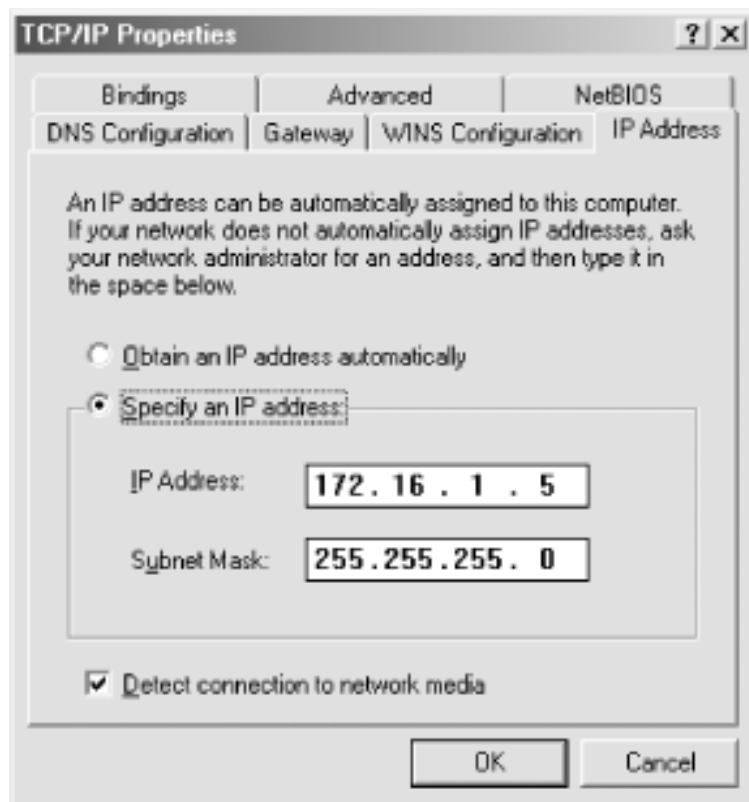 TCP/IP Properties
? X
Bindings Advanced NetBIOS
DNS Configuration Gateway WINS Configuration IP Address
An IP address can be automatically assigned to this computer.
If your network does not automatically assign IP addresses, ask
your network administrator for an address, and then type it in
the space below.
Obtain an IP address automatically
Specify an IP address:
IP Address: 172. 16 . 1 . 5
Subnet Mask: 255.255.255. 0
Detect connection to network media
OK Cancel